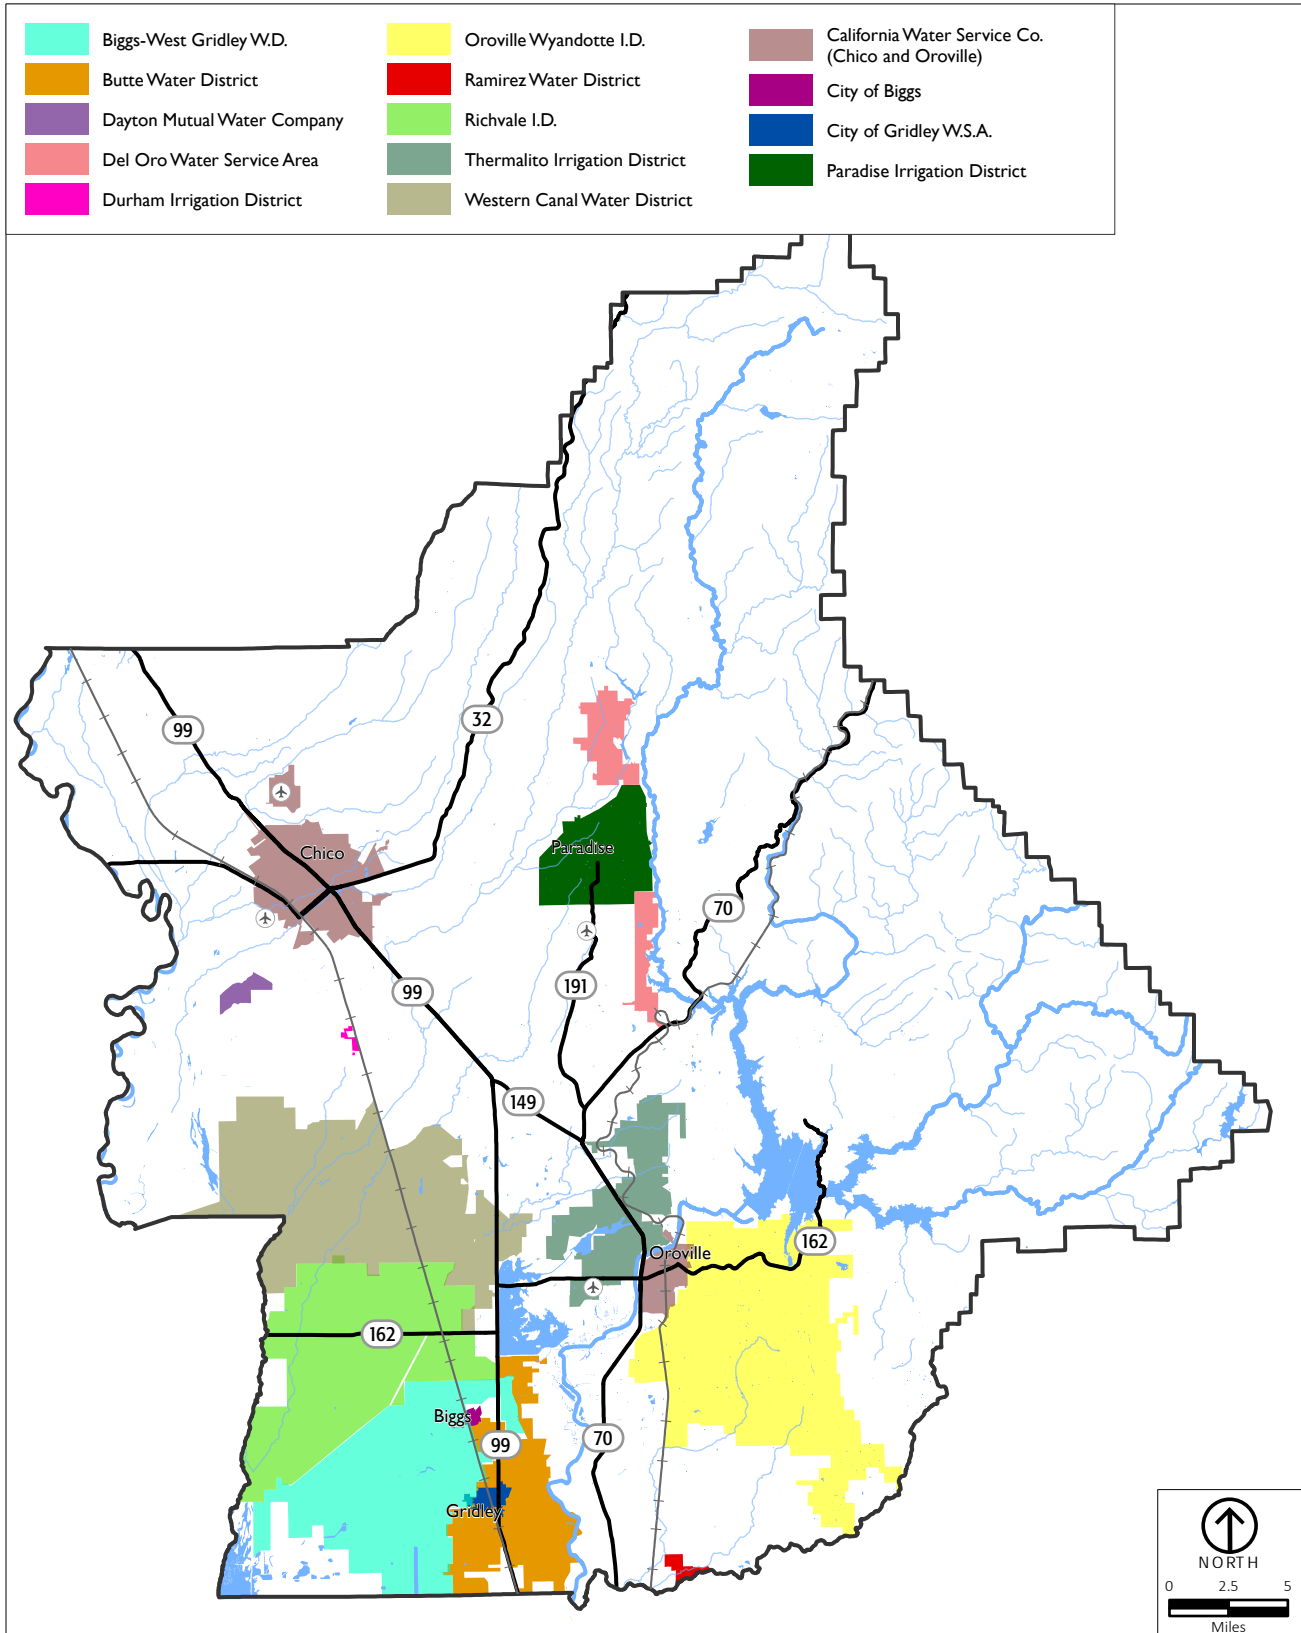 Biggs-West Gridley W.D.
Butte Water District
Dayton Mutual Water Company
Del Oro Water Service Area
Durham Irrigation District
Oroville Wyandotte I.D.
Ramirez Water District
Richvale I.D.
Thermalito Irrigation District
Western Canal Water District
California Water Service Co.
(Chico and Oroville)
City of Biggs
City of Gridley W.S.A.
Paradise Irrigation District
32
99
Chico
Paradise
70
99
191
149
162
Oroville
162
Biggs
99
70
Gridley
NORTH
0 2.5 5
Miles